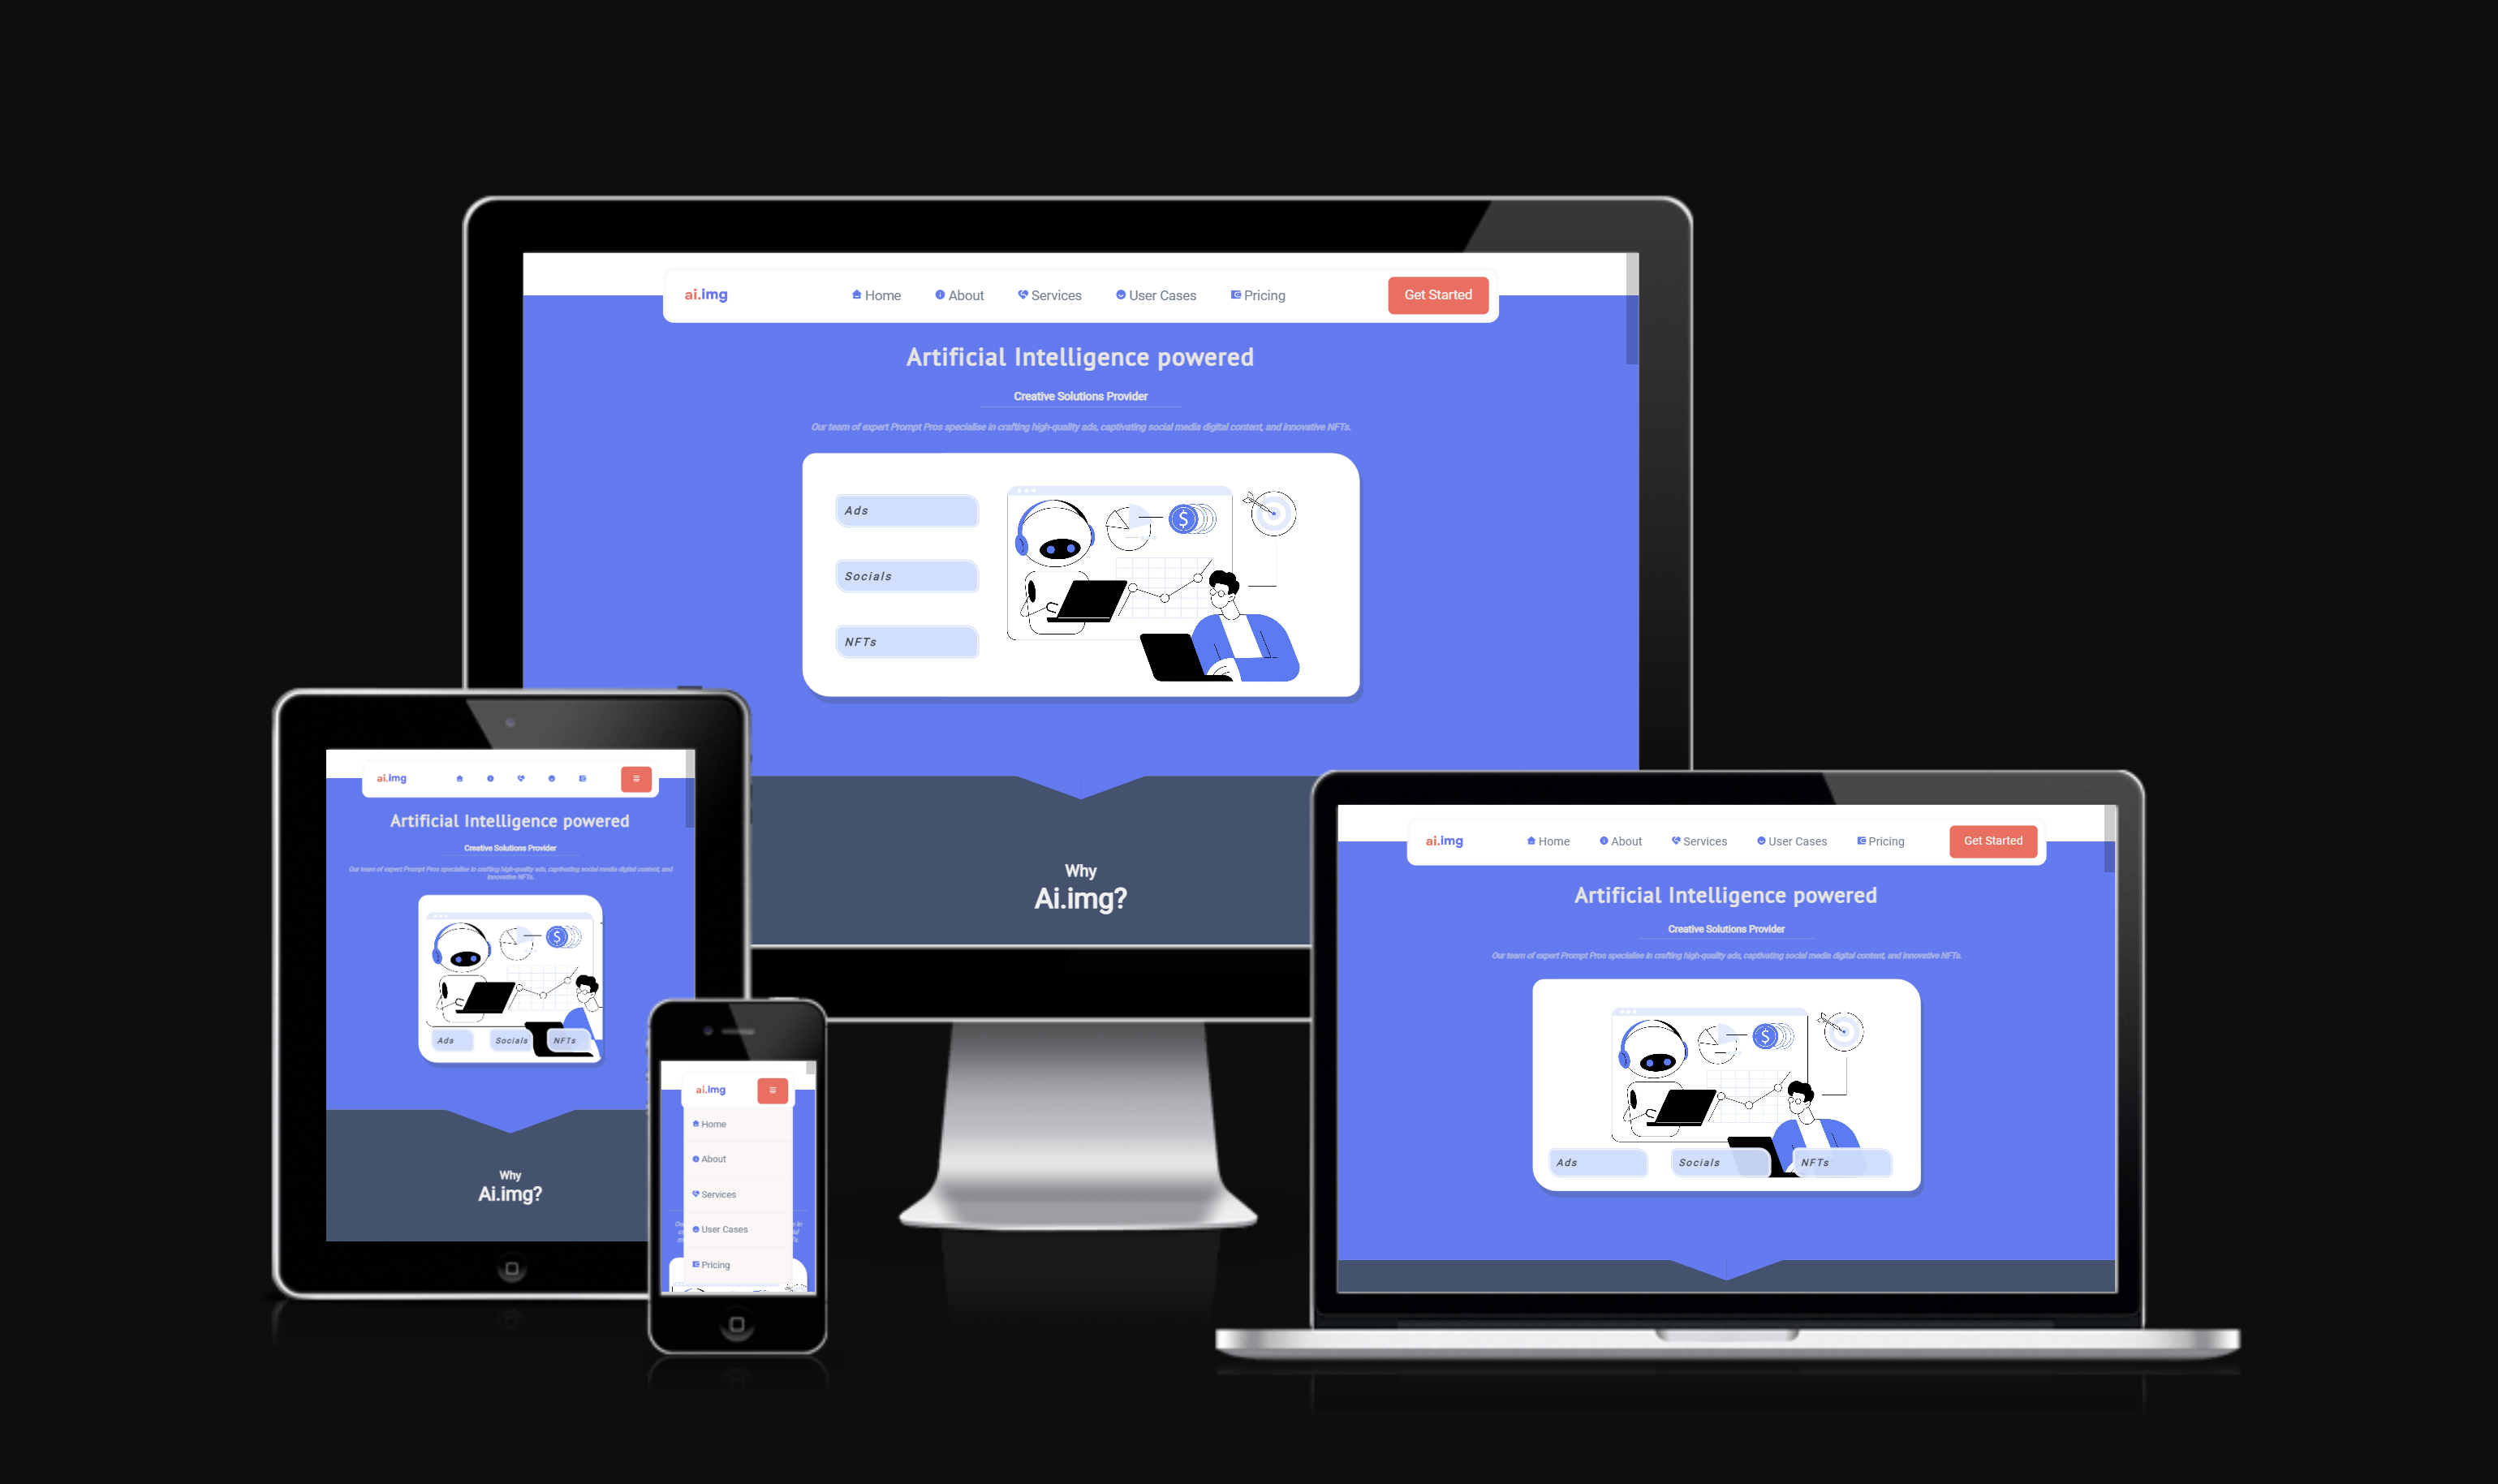 ai.img
Home About Services User Cases Pricing
Get Started
Artificial Intelligence powered
Creative Solutions Provider
Our team of expert Prompt Pros specialise in crafting high-quality ads, captivating social media digital content, and innovative NFTs.
Ads
Socials
NFTs
$
Why
Ai.img?
ai.img
Artificial Intelligence powered
Creative Solutions Provider
Our team of expert Prompt Pros specialise in crafting high-quality ads, captivating social media digital content, and
innovative NFTs.
$
Ads Socials NFTs
Why
Ai.img?
ai.img
Home
About
Services
User Cases
Pricing
ai.img
Home About Services User Cases Pricing
Get Started
Artificial Intelligence powered
Creative Solutions Provider
Our team of expert Prompt Pros specialise in crafting high-quality ads, captivating social media digital content, and innovative NFTs.
$
Ads Socials NFTs